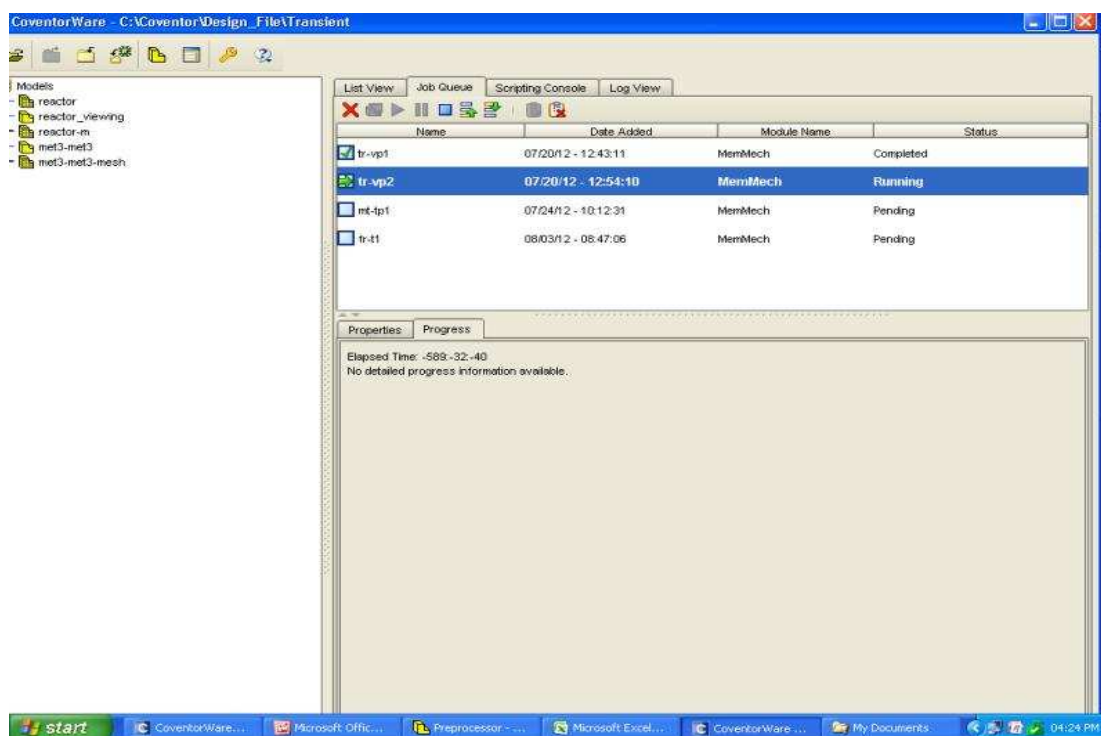 CoventorWare - C:\Coventor\Design_File\Transient
Models
reactor
reactor_viewing
reactor-m
met3-met3
met3-met3-mesh
List View Job Queue Scripting Console Log View
Name Date Added Module Name Status
tr-vp1 07/20/12 - 12:43:11 MemMech Completed
tr-vp2 07/20/12 - 12:54:10 MemMech Running
mt-tp1 07/24/12 - 10:12:31 MemMech Pending
tr-t1 08/03/12 - 08:47:06 MemMech Pending
Properties Progress
Elapsed Time: -589:-32:-40
No detailed progress information available.
start CoventorWare... Microsoft Offic... Preprocessor - ... Microsoft Excel... CoventorWare ... My Documents 04:24 PM